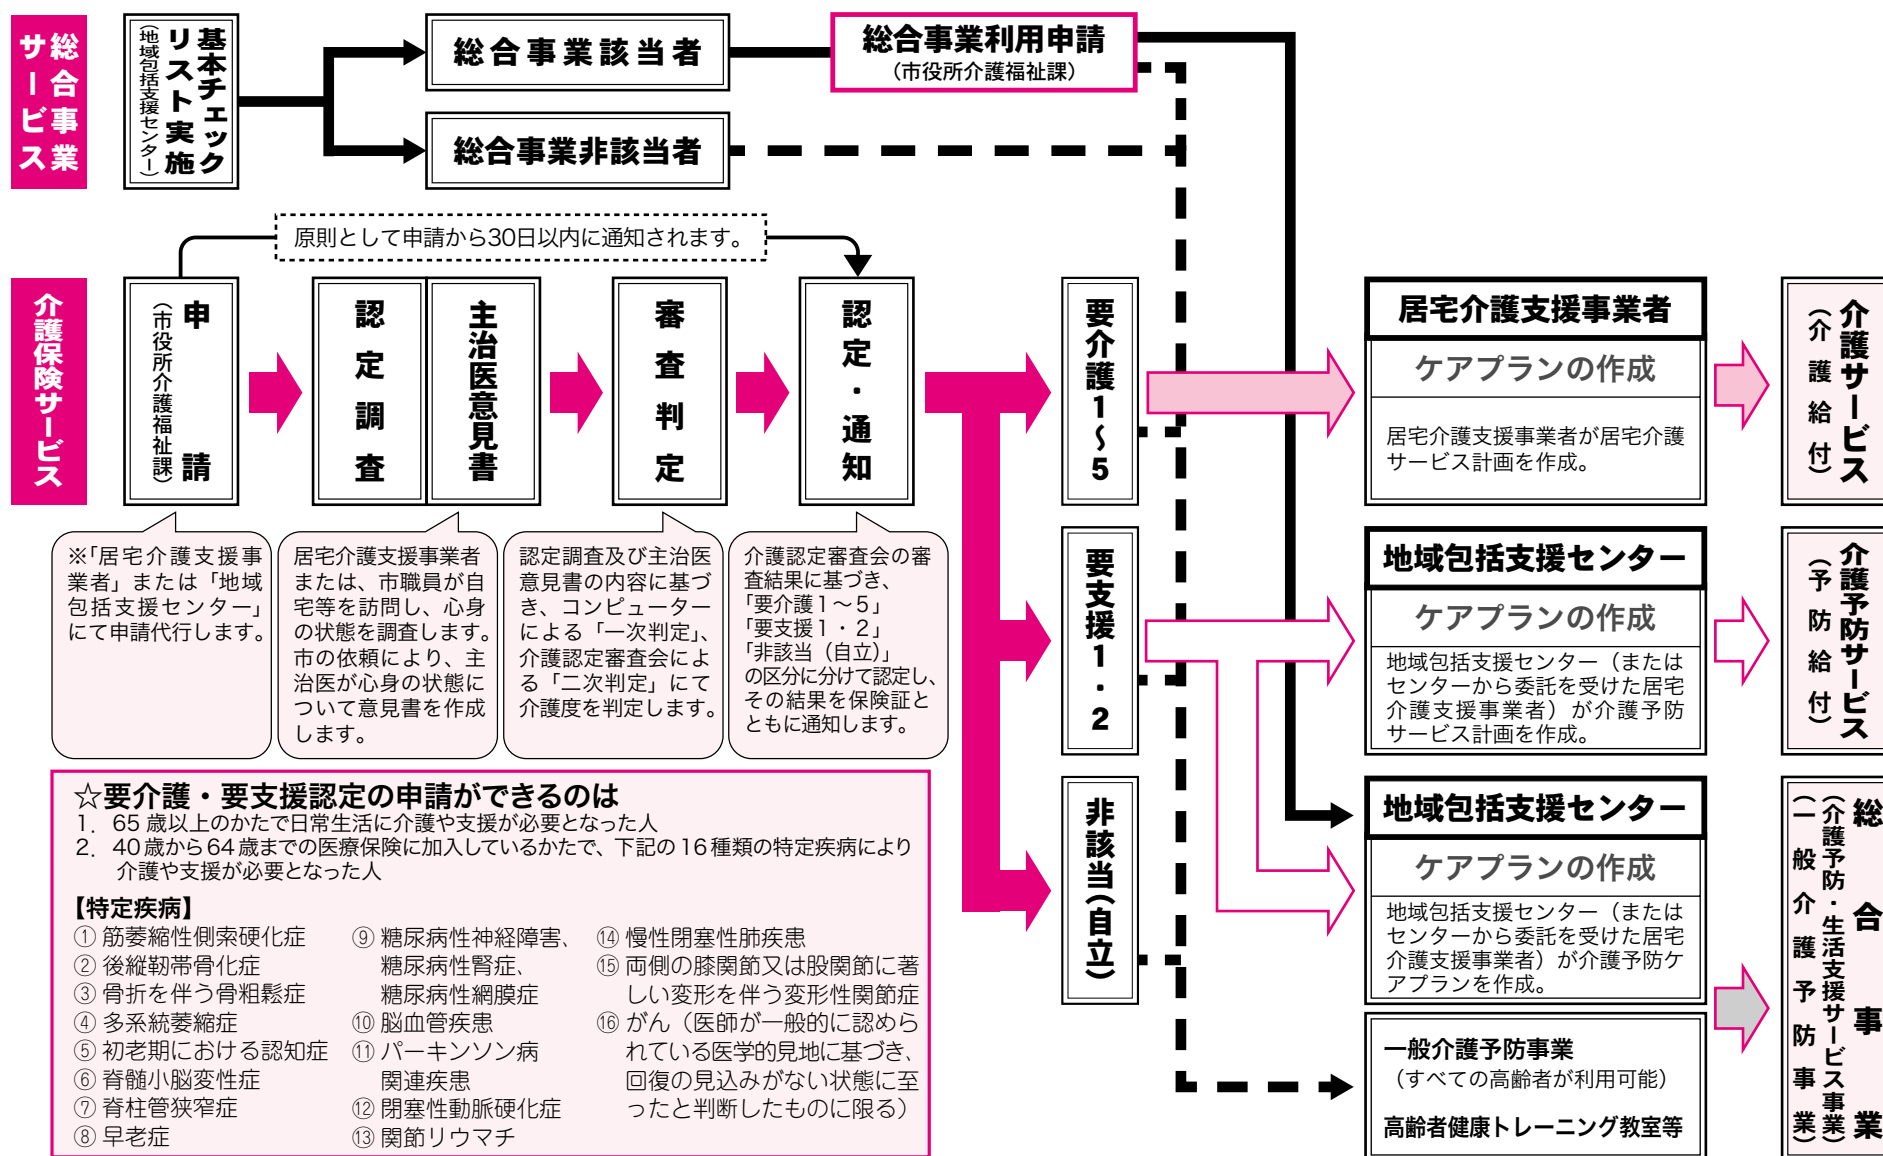 総合事業
サービス
基本チェック
リスト実施
(地域包括支援センター)
総合事業該当者
総合事業利用申請
(市役所介護福祉課)
総合事業非該当者
原則として申請から30日以内に通知されます。
介護保険サービス
申請
(市役所介護福祉課)
認定調査
主治医意見書
審査判定
認定・通知
※「居宅介護支援事
業者」または「地域
包括支援センター」
にて申請代行します。
居宅介護支援事業者
または、市職員が自
宅等を訪問し、心身
の状態を調査します。
市の依頼により、主
治医が心身の状態に
ついて意見書を作成
します。
認定調査及び主治医
意見書の内容に基づ
き、コンピューター
による「一次判定」、
介護認定審査会によ
る「二次判定」にて
介護度を判定します。
介護認定審査会の審
査結果に基づき、
「要介護1〜5」
「要支援1・2」
「非該当(自立)」
の区分に分けて認定し、
その結果を保険証と
ともに通知します。
要介護1〜5
要支援1・2
非該当(自立)
居宅介護支援事業者
ケアプランの作成
居宅介護支援事業者が居宅介護
サービス計画を作成。
介護サービス
(介護給付)
地域包括支援センター
ケアプランの作成
地域包括支援センター(または
センターから委託を受けた居宅
介護支援事業者)が介護予防
サービス計画を作成。
介護予防サービス
(予防給付)
地域包括支援センター
ケアプランの作成
地域包括支援センター(または
センターから委託を受けた居宅
介護支援事業者)が介護予防ケ
アプランを作成。
一般介護予防事業
(すべての高齢者が利用可能)
高齢者健康トレーニング教室等
総合事業
(介護予防・生活支援サービス事業)
(一般介護予防事業)
☆要介護・要支援認定の申請ができるのは
1. 65歳以上のかたで日常生活に介護や支援が必要となった人
2. 40歳から64歳までの医療保険に加入しているかたで、下記の16種類の特定疾病により
介護や支援が必要となった人
【特定疾病】
① 筋萎縮性側索硬化症
② 後縦靭帯骨化症
③ 骨折を伴う骨粗鬆症
④ 多系統萎縮症
⑤ 初老期における認知症
⑥ 脊髄小脳変性症
⑦ 脊柱管狭窄症
⑧ 早老症
⑨ 糖尿病性神経障害、
糖尿病性腎症、
糖尿病性網膜症
⑩ 脳血管疾患
⑪ パーキンソン病
関連疾患
⑫ 閉塞性動脈硬化症
⑬ 関節リウマチ
⑭ 慢性閉塞性肺疾患
⑮ 両側の膝関節又は股関節に著
しい変形を伴う変形性関節症
⑯ がん(医師が一般的に認めら
れている医学的見地に基づき、
回復の見込みがない状態に至
ったと判断したものに限る)